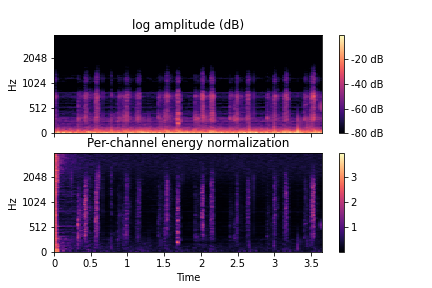 log amplitude (dB)
2048
1024
512
0
Hz
-20 dB
-40 dB
-60 dB
-80 dB
Per-channel energy normalization
2048
1024
512
0
Hz
0 0.5 1 1.5 2 2.5 3 3.5
Time
3
2
1